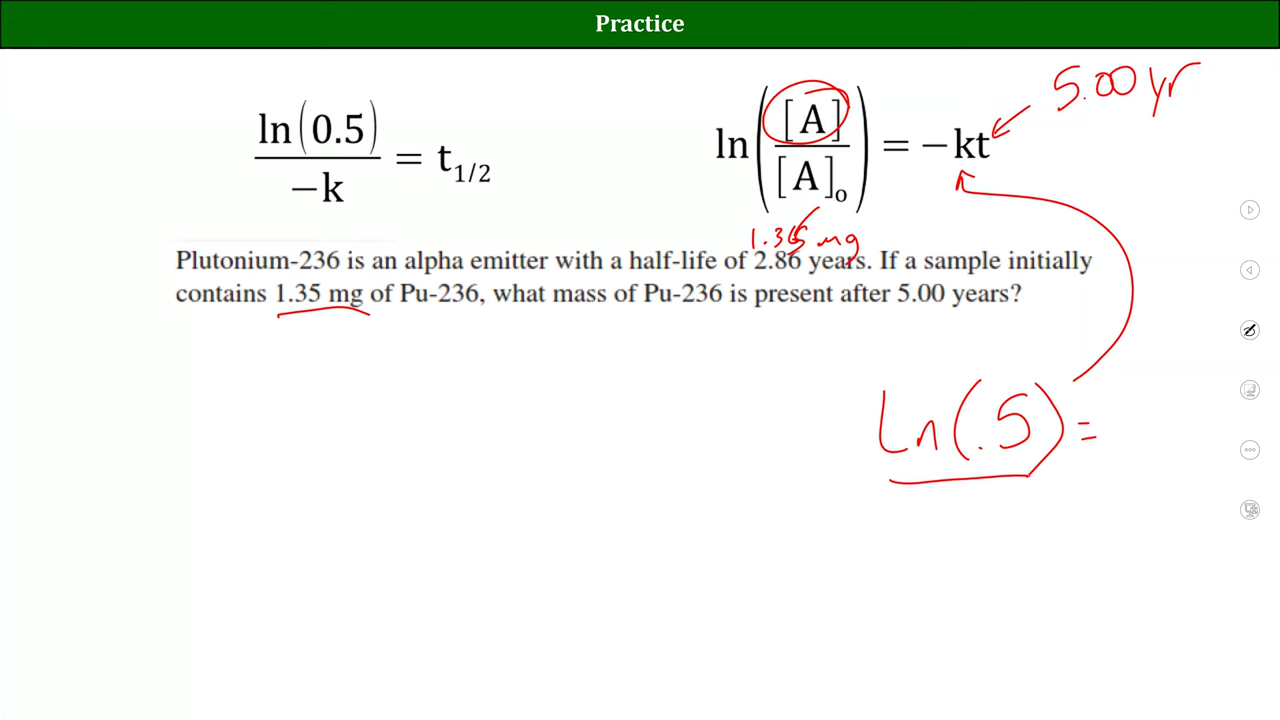 Practice
ln(0.5) / −k = t1/2
ln([A] / [A]o) = −kt
5.00 yr
1.35 mg
Plutonium-236 is an alpha emitter with a half-life of 2.86 years. If a sample initially
contains 1.35 mg of Pu-236, what mass of Pu-236 is present after 5.00 years?
ln(.5) =